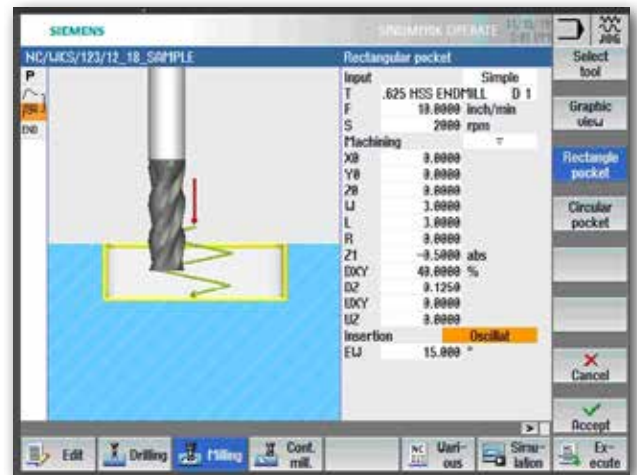 SIEMENS
SINUMERIK OPERATE
JOG
NC/WKS/123/12_18_SAMPLE
Rectangular pocket
Select tool
P
END
Input Simple
T .625 HSS ENDMILL D 1
F 10.0000 inch/min
S 2000 rpm
Machining ▽
X0 0.0000
Y0 0.0000
Z0 0.0000
W 3.0000
L 3.0000
R 0.0000
Z1 -0.5000 abs
DXY 40.0000 %
DZ 0.1250
UXY 0.0000
UZ 0.0000
Insertion Oscillat
EW 15.000 °
Graphic view
Rectangle pocket
Circular pocket
Cancel
Accept
Edit
Drilling
Milling
Cont. mill.
NC
Vari-ous
Simu-lation
Ex-ecute